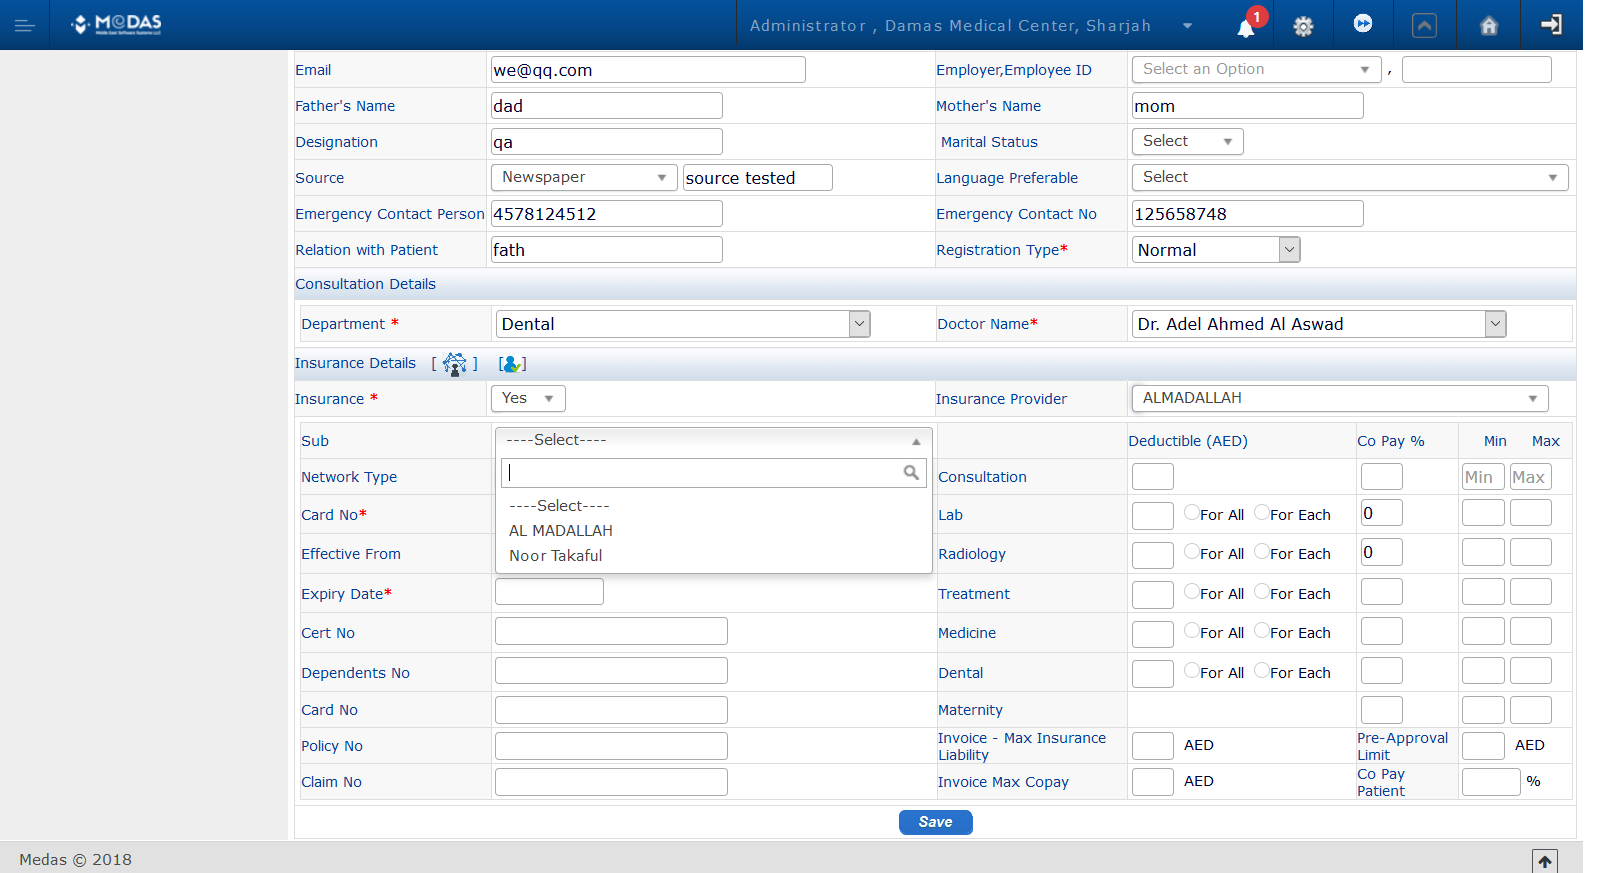 MEDAS
Administrator , Damas Medical Center, Sharjah
1
Email we@qq.com Employer,Employee ID Select an Option ,
Father's Name dad Mother's Name mom
Designation qa Marital Status Select
Source Newspaper source tested Language Preferable Select
Emergency Contact Person 4578124512 Emergency Contact No 125658748
Relation with Patient fath Registration Type* Normal
Consultation Details
Department * Dental Doctor Name* Dr. Adel Ahmed Al Aswad
Insurance Details [ ] [ ]
Insurance * Yes Insurance Provider ALMADALLAH
Sub ----Select---- Deductible (AED) Co Pay % Min Max
Network Type Consultation Min Max
----Select----
Card No* Lab For All For Each 0
AL MADALLAH
Effective From Noor Takaful Radiology For All For Each 0
Expiry Date* Treatment For All For Each
Cert No Medicine For All For Each
Dependents No Dental For All For Each
Card No Maternity
Policy No Invoice - Max Insurance Liability AED Pre-Approval Limit AED
Claim No Invoice Max Copay AED Co Pay Patient %
Save
Medas © 2018